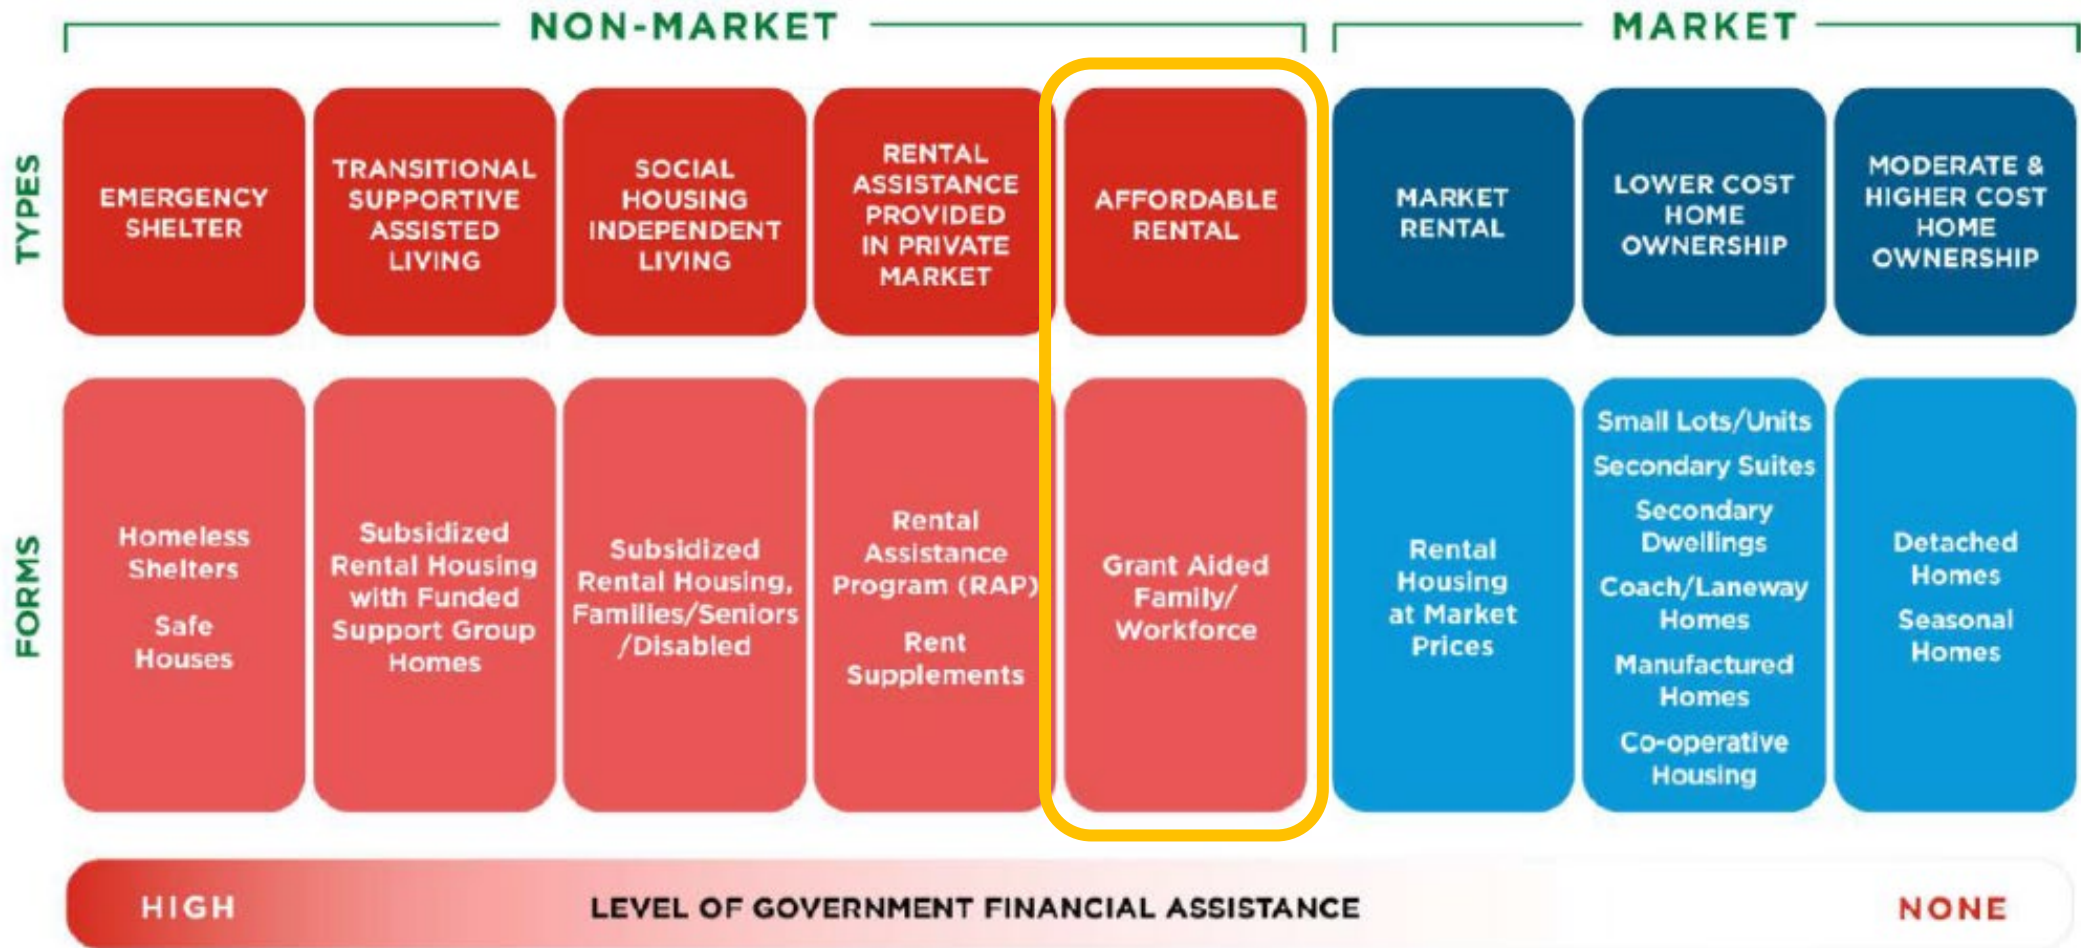 NON-MARKET
MARKET
TYPES
EMERGENCY
SHELTER
TRANSITIONAL
SUPPORTIVE
ASSISTED
LIVING
SOCIAL
HOUSING
INDEPENDENT
LIVING
RENTAL
ASSISTANCE
PROVIDED
IN PRIVATE
MARKET
AFFORDABLE
RENTAL
MARKET
RENTAL
LOWER COST
HOME
OWNERSHIP
MODERATE &
HIGHER COST
HOME
OWNERSHIP
FORMS
Homeless
Shelters
Safe
Houses
Subsidized
Rental Housing
with Funded
Support Group
Homes
Subsidized
Rental Housing,
Families/Seniors
/Disabled
Rental
Assistance
Program (RAP)
Rent
Supplements
Grant Aided
Family/
Workforce
Rental
Housing
at Market
Prices
Small Lots/Units
Secondary Suites
Secondary
Dwellings
Coach/Laneway
Homes
Manufactured
Homes
Co-operative
Housing
Detached
Homes
Seasonal
Homes
HIGH
LEVEL OF GOVERNMENT FINANCIAL ASSISTANCE
NONE